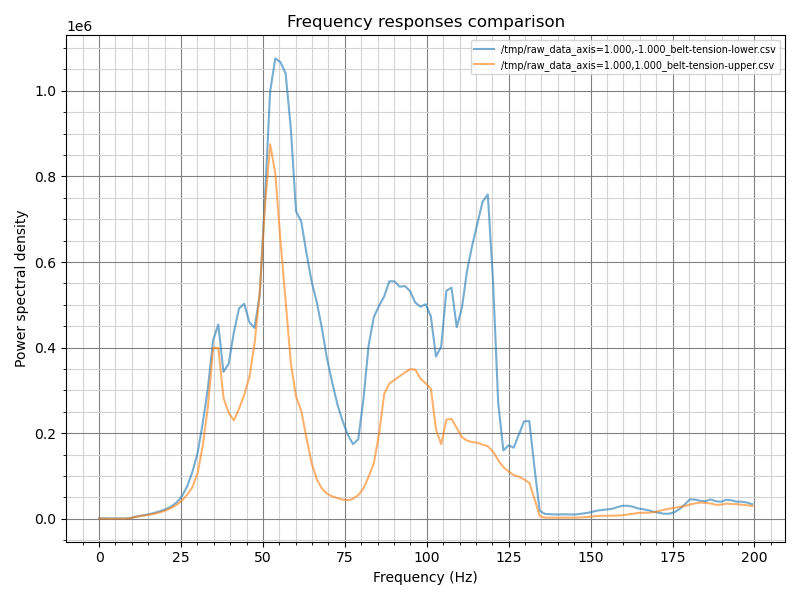 Frequency responses comparison
1e6
/tmp/raw_data_axis=1.000,-1.000_belt-tension-lower.csv
/tmp/raw_data_axis=1.000,1.000_belt-tension-upper.csv
1.0
0.8
0.6
0.4
0.2
0.0
Power spectral density
0 25 50 75 100 125 150 175 200
Frequency (Hz)